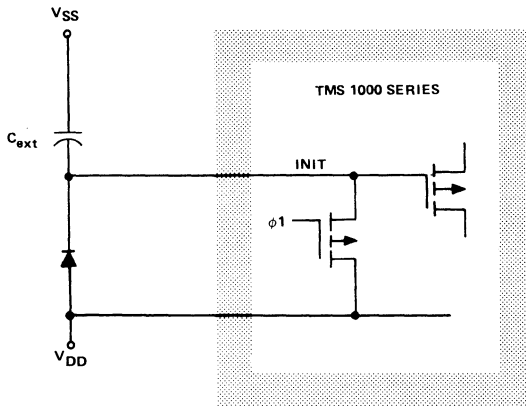 VSS
TMS 1000 SERIES
Cext
INIT
ϕ1
VDD